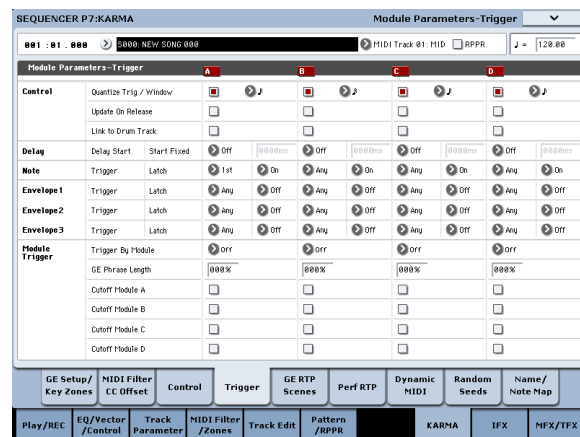 SEQUENCER P7:KARMA Module Parameters-Trigger
001 :01 . 000 S000: NEW SONG 000 MIDI Track 01: MID RPPR ♩ = 120.00
Module Parameters-Trigger A B C D
Control Quantize Trig / Window
Update On Release
Link to Drum Track
Delay Delay Start Start Fixed Off 0000ms Off 0000ms Off 0000ms Off 0000ms
Note Trigger Latch 1st On Any On Any On Any On
Envelope1 Trigger Latch Any Off Any Off Any Off Any Off
Envelope2 Trigger Latch Any Off Any Off Any Off Any Off
Envelope3 Trigger Latch Any Off Any Off Any Off Any Off
Module Trigger Trigger By Module Off Off Off Off
GE Phrase Length 000% 000% 000% 000%
Cutoff Module A
Cutoff Module B
Cutoff Module C
Cutoff Module D
GE Setup/ Key Zones MIDI Filter CC Offset Control Trigger GE RTP Scenes Perf RTP Dynamic MIDI Random Seeds Name/ Note Map
Play/REC EQ/Vector /Control Track Parameter MIDI Filter /Zones Track Edit Pattern /RPPR KARMA IFX MFX/TFX